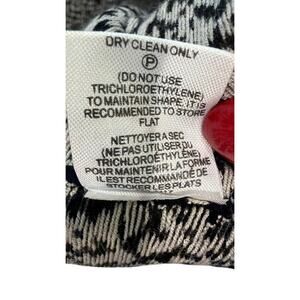 DRY CLEAN ONLY
P
(DO NOT USE
TRICHLOROETHYLENE)
TO MAINTAIN SHAPE, IT IS
RECOMMENDED TO STORE
FLAT
NETTOYER A SEC
(NE PAS UTILISER DU
TRICHLOROÉTHYLÈNE)
POUR MAINTENIR LA FORME
IL EST RECOMMANDÉ DE
STOCKER LES PLATS